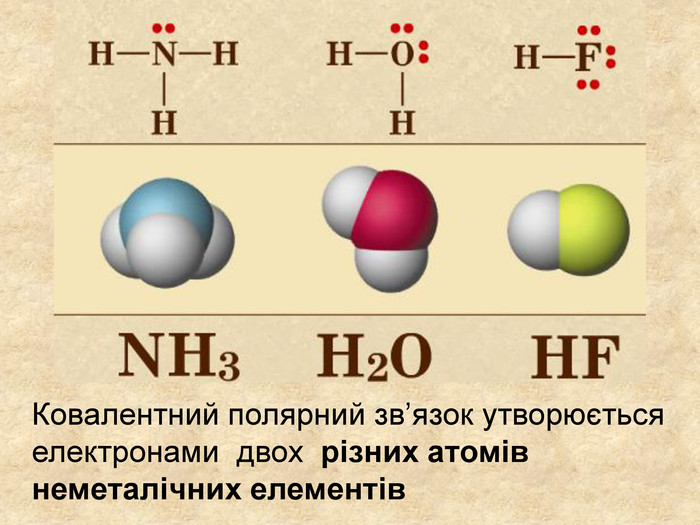 H—N—H H—O H—F
H H
NH₃ H₂O HF
Ковалентний полярний зв’язок утворюється
електронами двох різних атомів
неметалічних елементів